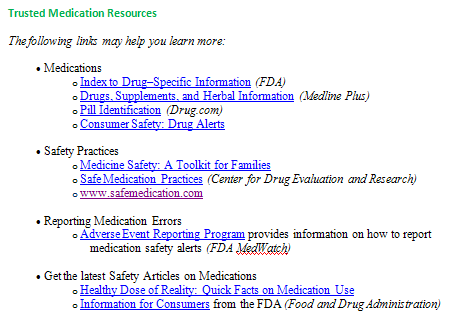 Trusted Medication Resources
The following links may help you learn more:
• Medications
o Index to Drug–Specific Information (FDA)
o Drugs, Supplements, and Herbal Information (Medline Plus)
o Pill Identification (Drug.com)
o Consumer Safety: Drug Alerts
• Safety Practices
o Medicine Safety: A Toolkit for Families
o Safe Medication Practices (Center for Drug Evaluation and Research)
o www.safemedication.com
• Reporting Medication Errors
o Adverse Event Reporting Program provides information on how to report
medication safety alerts (FDA MedWatch)
• Get the latest Safety Articles on Medications
o Healthy Dose of Reality: Quick Facts on Medication Use
o Information for Consumers from the FDA (Food and Drug Administration)